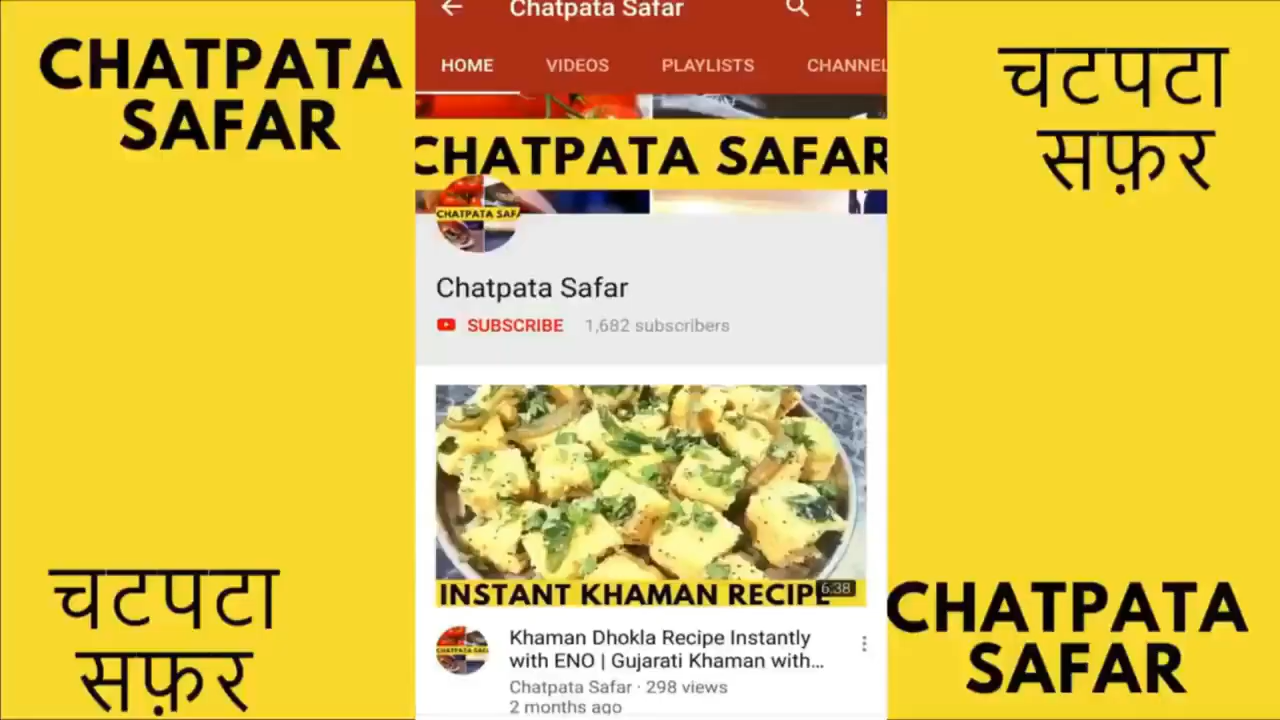 CHATPATA
SAFAR
चटपटा
सफ़र
Chatpata Safar
HOME VIDEOS PLAYLISTS CHANNEL
CHATPATA SAFAR
CHATPATA SAFA
Chatpata Safar
SUBSCRIBE 1,682 subscribers
INSTANT KHAMAN RECIPE
6:38
Khaman Dhokla Recipe Instantly
with ENO | Gujarati Khaman with...
Chatpata Safar · 298 views
2 months ago
चटपटा
सफ़र
CHATPATA
SAFAR